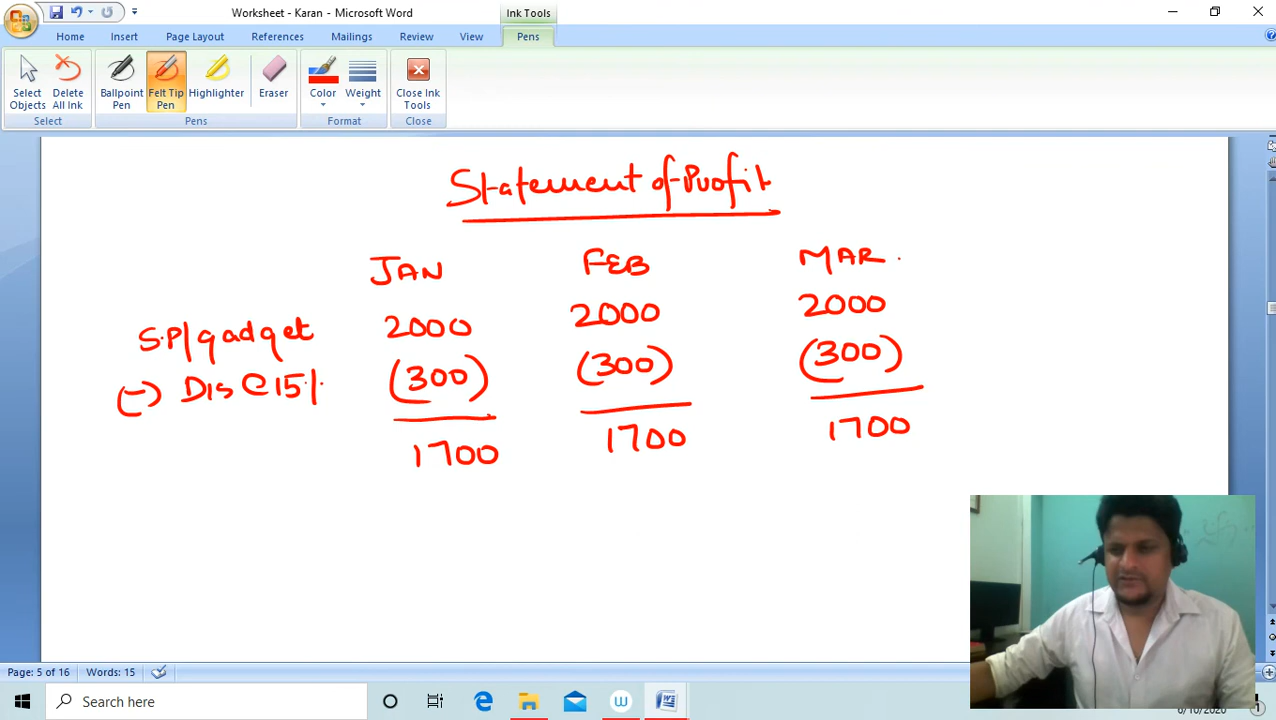 Worksheet - Karan - Microsoft Word
Ink Tools
Home Insert Page Layout References Mailings Review View Pens
Select Objects
Delete All Ink
Ballpoint Pen
Felt Tip Pen
Highlighter
Eraser
Color
Weight
Close Ink Tools
Select Pens Format Close
Statement of Profit
JAN FEB MAR
S.P/gadget 2000 2000 2000
(-) Dis @ 15% (300) (300) (300)
1700 1700 1700
Page: 5 of 16 Words: 15
Search here